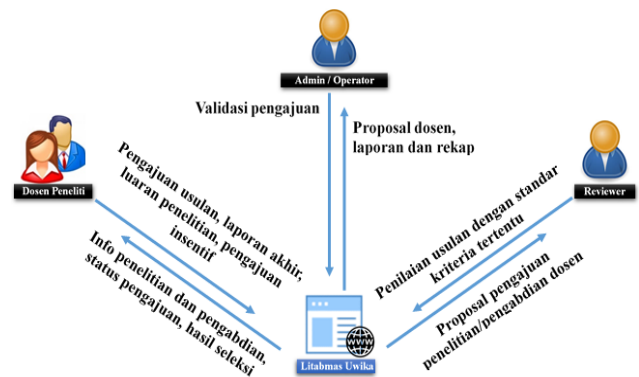 Admin / Operator
Validasi pengajuan
Proposal dosen,
laporan dan rekap
Dosen Peneliti
Reviewer
Pengajuan usulan, laporan akhir,
luaran penelitian, pengajuan
insentif
Info penelitian dan pengabdian,
status pengajuan, hasil seleksi
Penilaian usulan dengan standar
kriteria tertentu
Proposal pengajuan
penelitian/pengabdian dosen
WWW
Litabmas Uwika